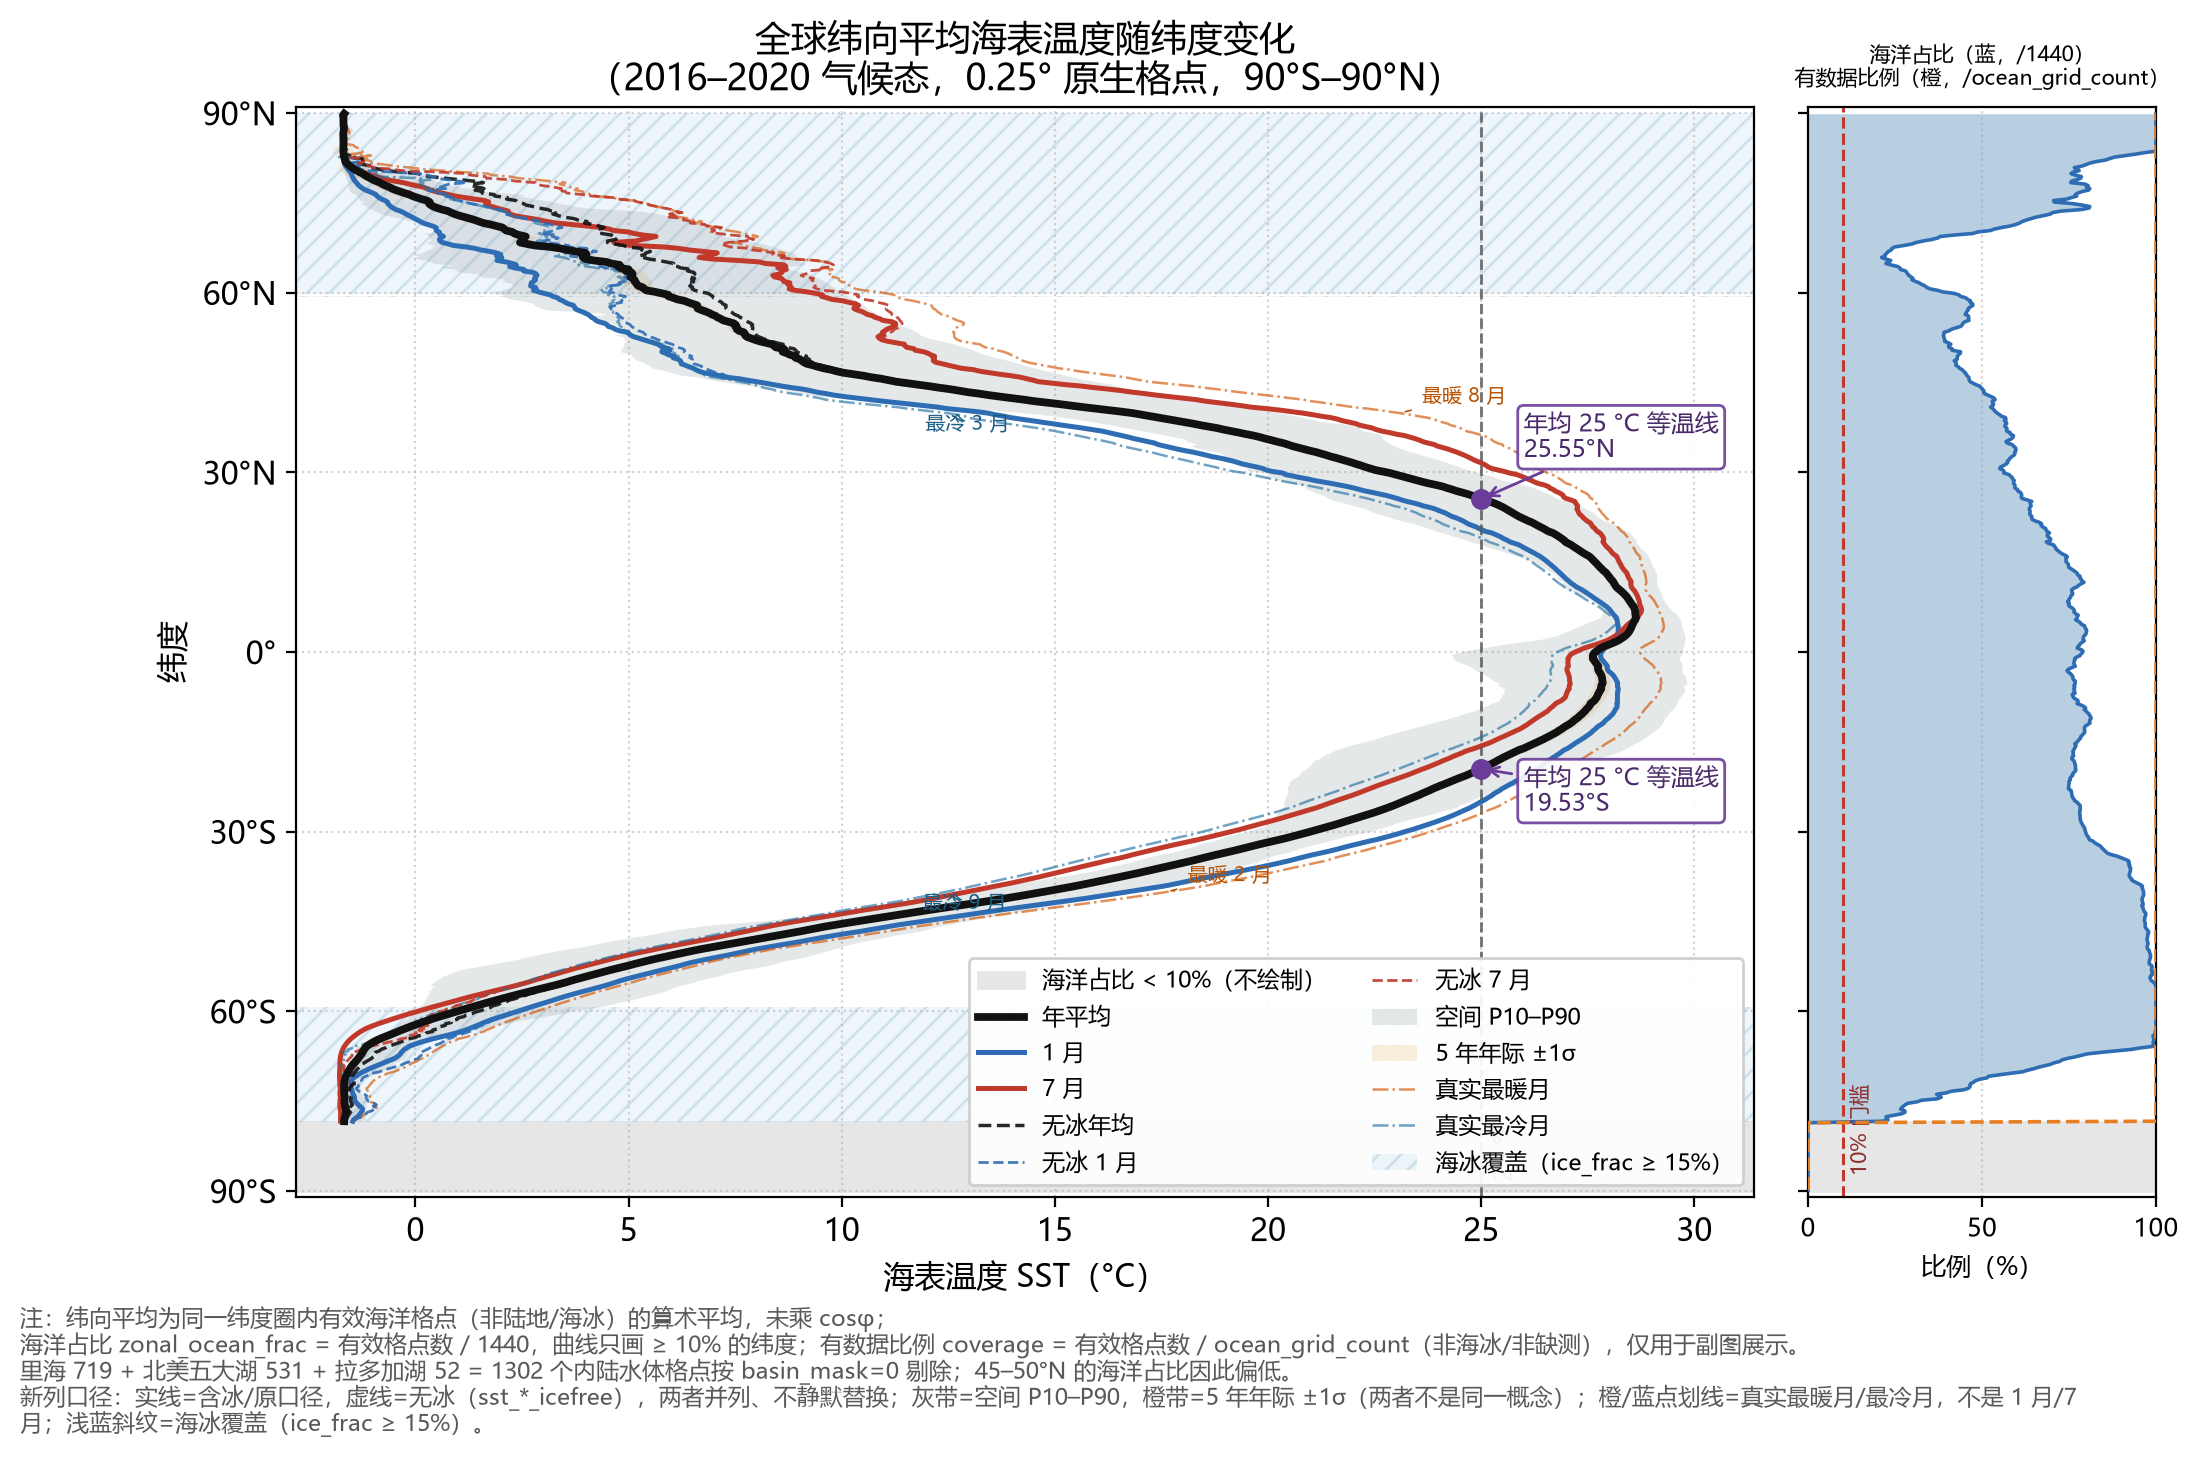 全球纬向平均海表温度随纬度变化
（2016–2020 气候态，0.25° 原生格点，90°S–90°N）
海洋占比（蓝，/1440）
有数据比例（橙，/ocean_grid_count）
90°N
60°N
30°N
0°
30°S
60°S
90°S
纬度
最暖 8 月
最冷 3 月
年均 25 °C 等温线
25.55°N
年均 25 °C 等温线
19.53°S
最暖 2 月
最冷 9 月
海洋占比 < 10%（不绘制）
年平均
1 月
7 月
无冰年均
无冰 1 月
无冰 7 月
空间 P10–P90
5 年年际 ±1σ
真实最暖月
真实最冷月
海冰覆盖（ice_frac ≥ 15%）
10% 门槛
0 5 10 15 20 25 30
海表温度 SST（°C）
0 50 100
比例（%）
注：纬向平均为同一纬度圈内有效海洋格点（非陆地/海冰）的算术平均，未乘 cosφ；
海洋占比 zonal_ocean_frac = 有效格点数 / 1440，曲线只画 ≥ 10% 的纬度；有数据比例 coverage = 有效格点数 / ocean_grid_count（非海冰/非缺测），仅用于副图展示。
里海 719 + 北美五大湖 531 + 拉多加湖 52 = 1302 个内陆水体格点按 basin_mask=0 剔除；45–50°N 的海洋占比因此偏低。
新列口径：实线=含冰/原口径，虚线=无冰（sst_*_icefree），两者并列、不静默替换；灰带=空间 P10–P90，橙带=5 年年际 ±1σ（两者不是同一概念）；橙/蓝点划线=真实最暖月/最冷月，不是 1 月/7
月；浅蓝斜纹=海冰覆盖（ice_frac ≥ 15%）。